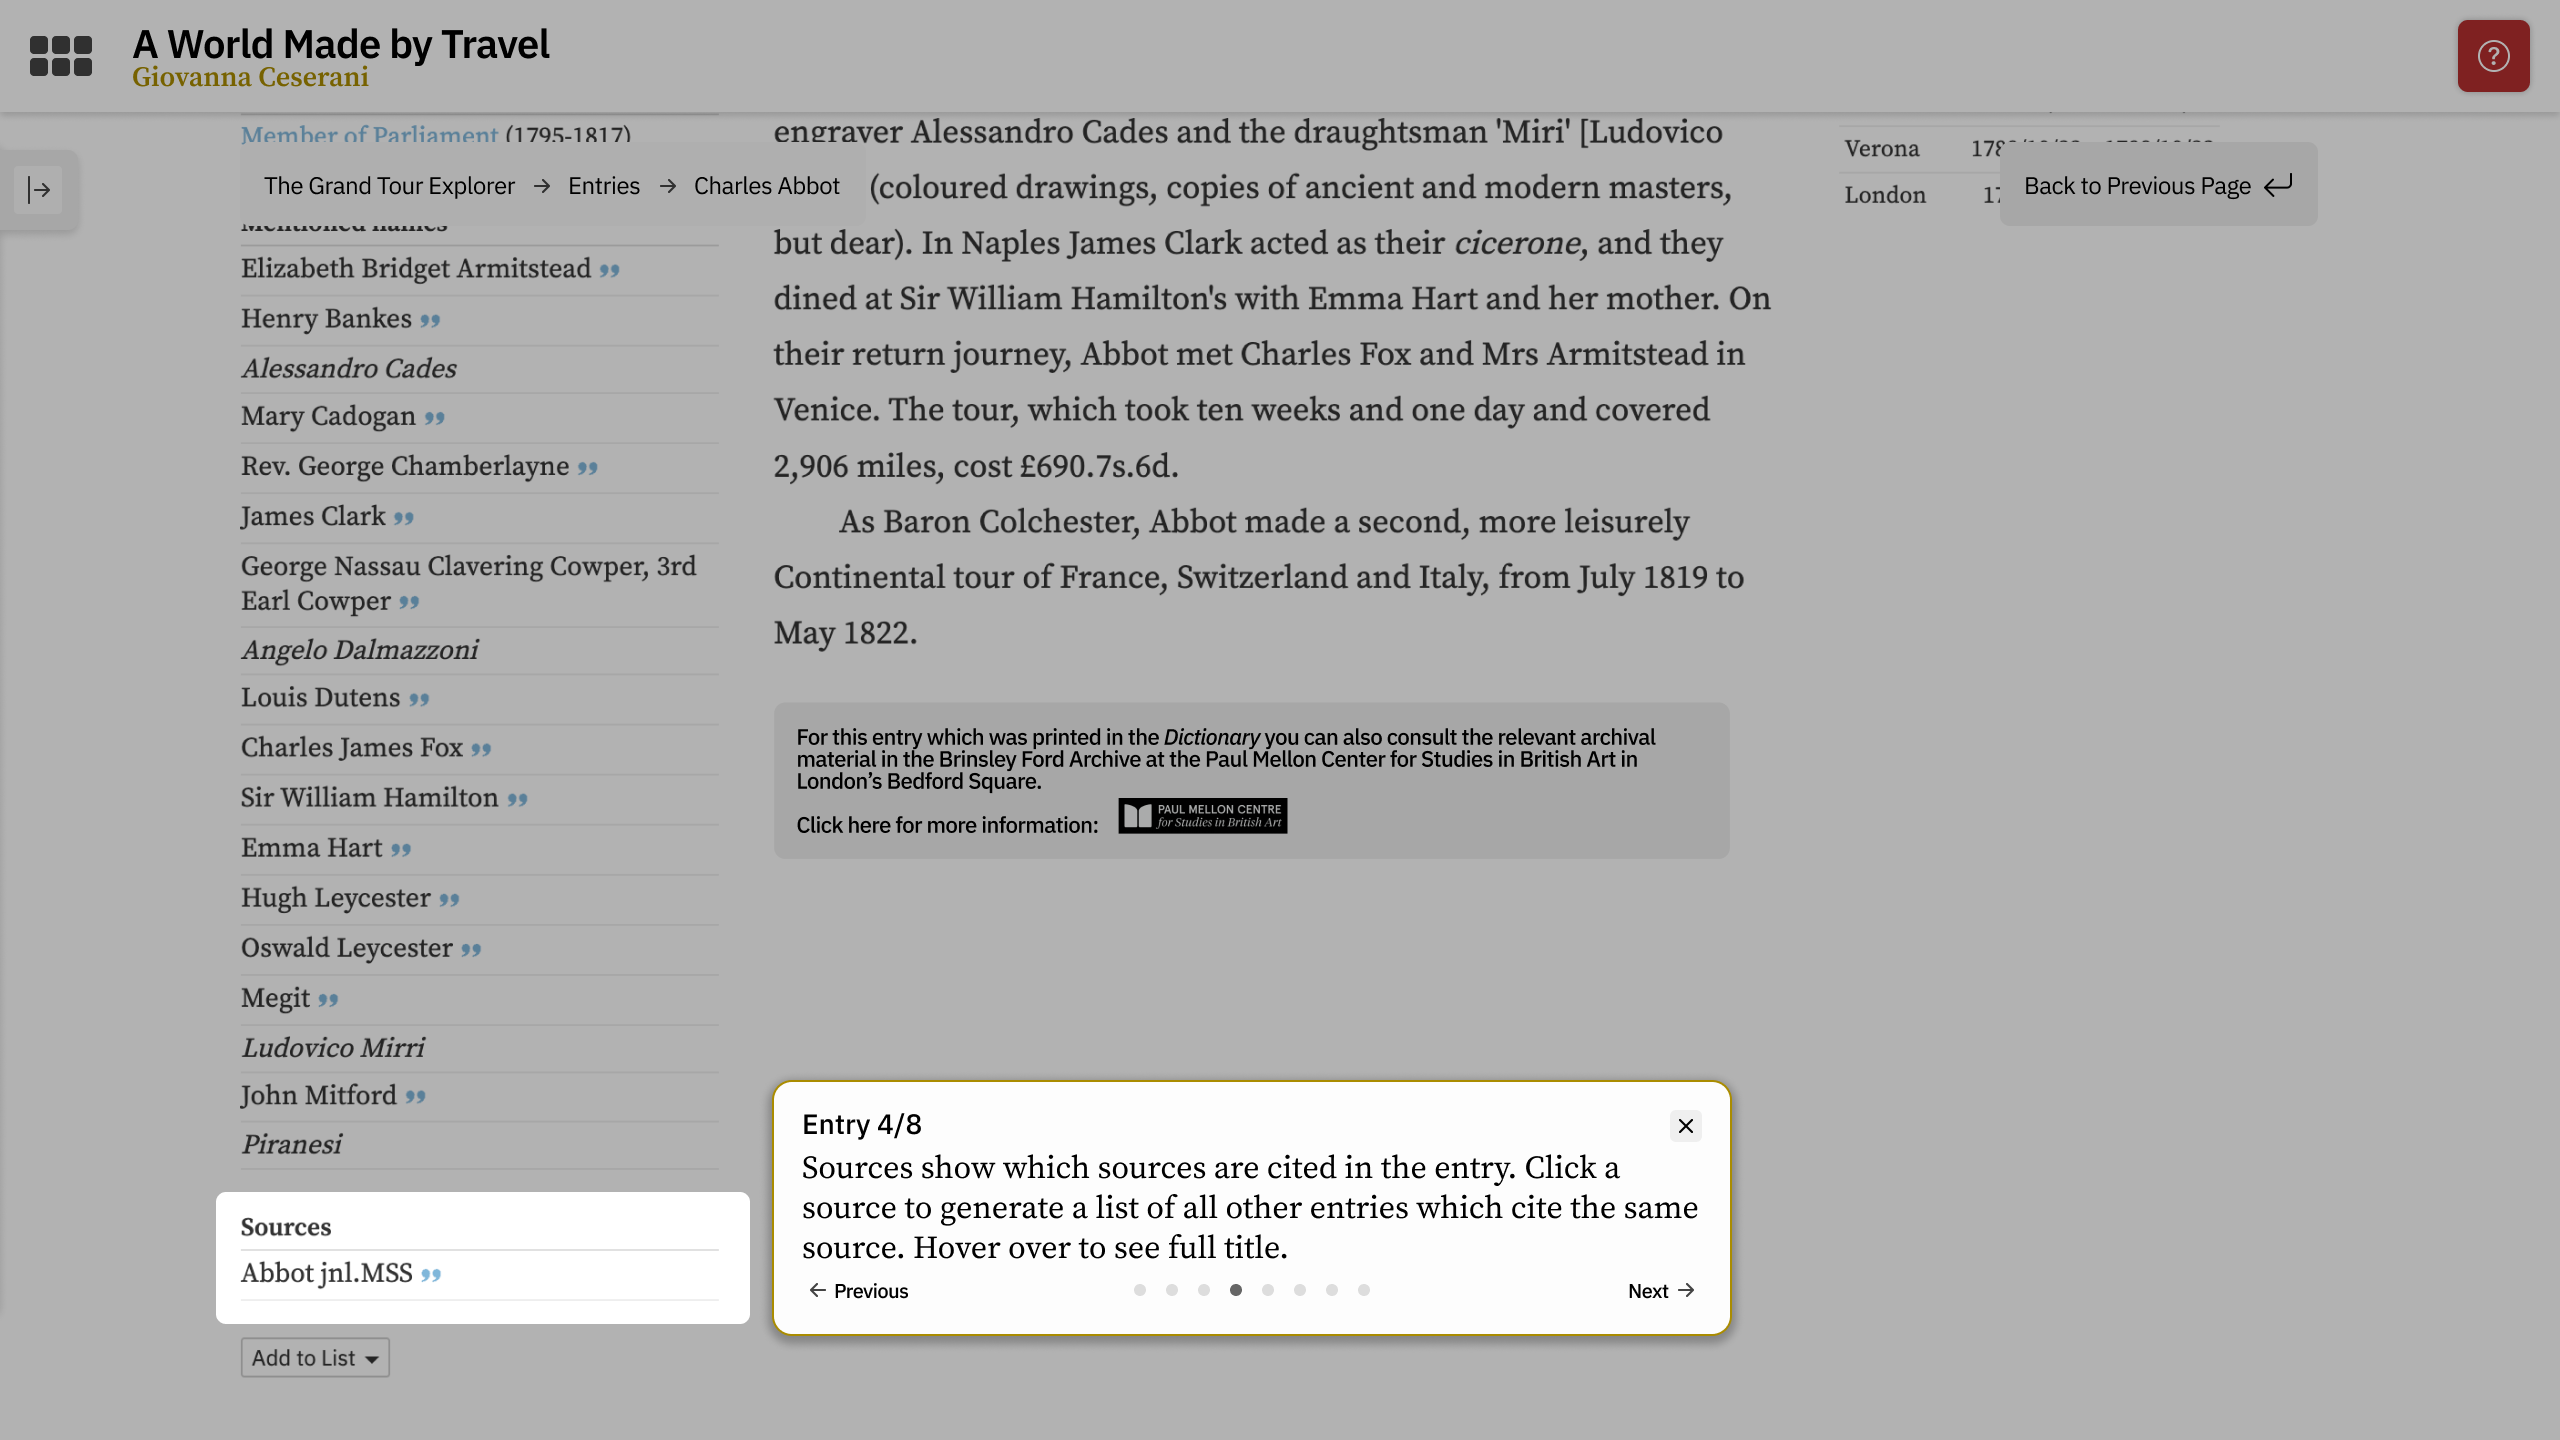 A World Made by Travel
Giovanna Ceserani
Member of Parliament (1795-1817)
The Grand Tour Explorer → Entries → Charles Abbot
Mentioned names
Elizabeth Bridget Armitstead
Henry Bankes
Alessandro Cades
Mary Cadogan
Rev. George Chamberlayne
James Clark
George Nassau Clavering Cowper, 3rd
Earl Cowper
Angelo Dalmazzoni
Louis Dutens
Charles James Fox
Sir William Hamilton
Emma Hart
Hugh Leycester
Oswald Leycester
Megit
Ludovico Mirri
John Mitford
Piranesi
Sources
Abbot jnl.MSS
Add to List
engraver Alessandro Cades and the draughtsman 'Miri' [Ludovico
(coloured drawings, copies of ancient and modern masters,
but dear). In Naples James Clark acted as their cicerone, and they
dined at Sir William Hamilton's with Emma Hart and her mother. On
their return journey, Abbot met Charles Fox and Mrs Armitstead in
Venice. The tour, which took ten weeks and one day and covered
2,906 miles, cost £690.7s.6d.
As Baron Colchester, Abbot made a second, more leisurely
Continental tour of France, Switzerland and Italy, from July 1819 to
May 1822.
For this entry which was printed in the Dictionary you can also consult the relevant archival
material in the Brinsley Ford Archive at the Paul Mellon Center for Studies in British Art in
London's Bedford Square.
Click here for more information:
PAUL MELLON CENTRE
for Studies in British Art
Entry 4/8
Sources show which sources are cited in the entry. Click a
source to generate a list of all other entries which cite the same
source. Hover over to see full title.
← Previous
Next →
Verona
London
Back to Previous Page